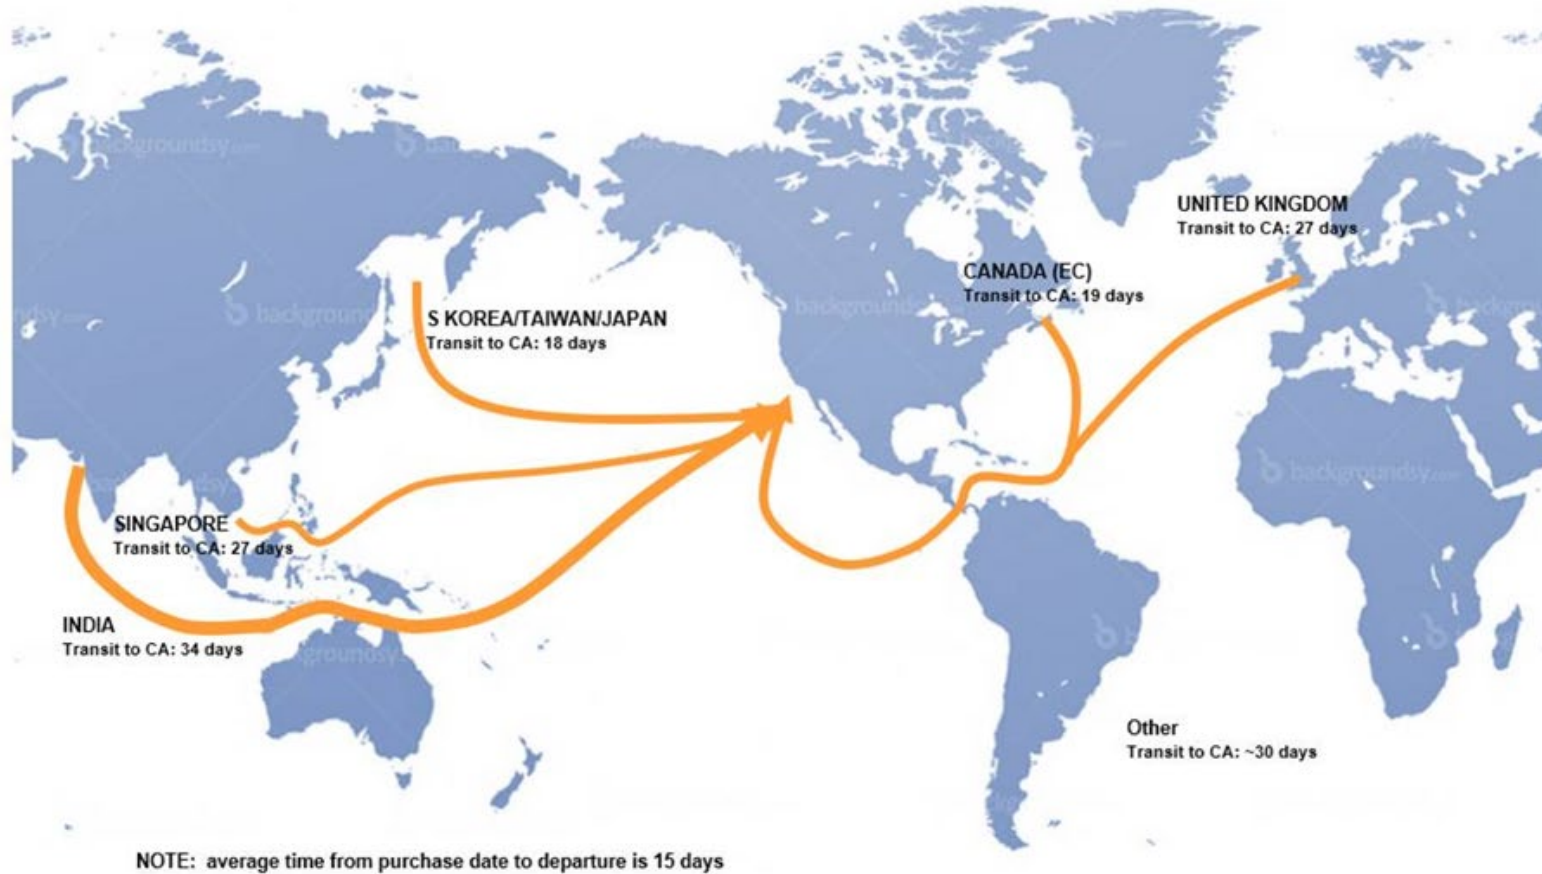 UNITED KINGDOM
Transit to CA: 27 days
CANADA (EC)
Transit to CA: 19 days
S KOREA/TAIWAN/JAPAN
Transit to CA: 18 days
SINGAPORE
Transit to CA: 27 days
INDIA
Transit to CA: 34 days
Other
Transit to CA: ~30 days
NOTE: average time from purchase date to departure is 15 days
backgroundsy.com